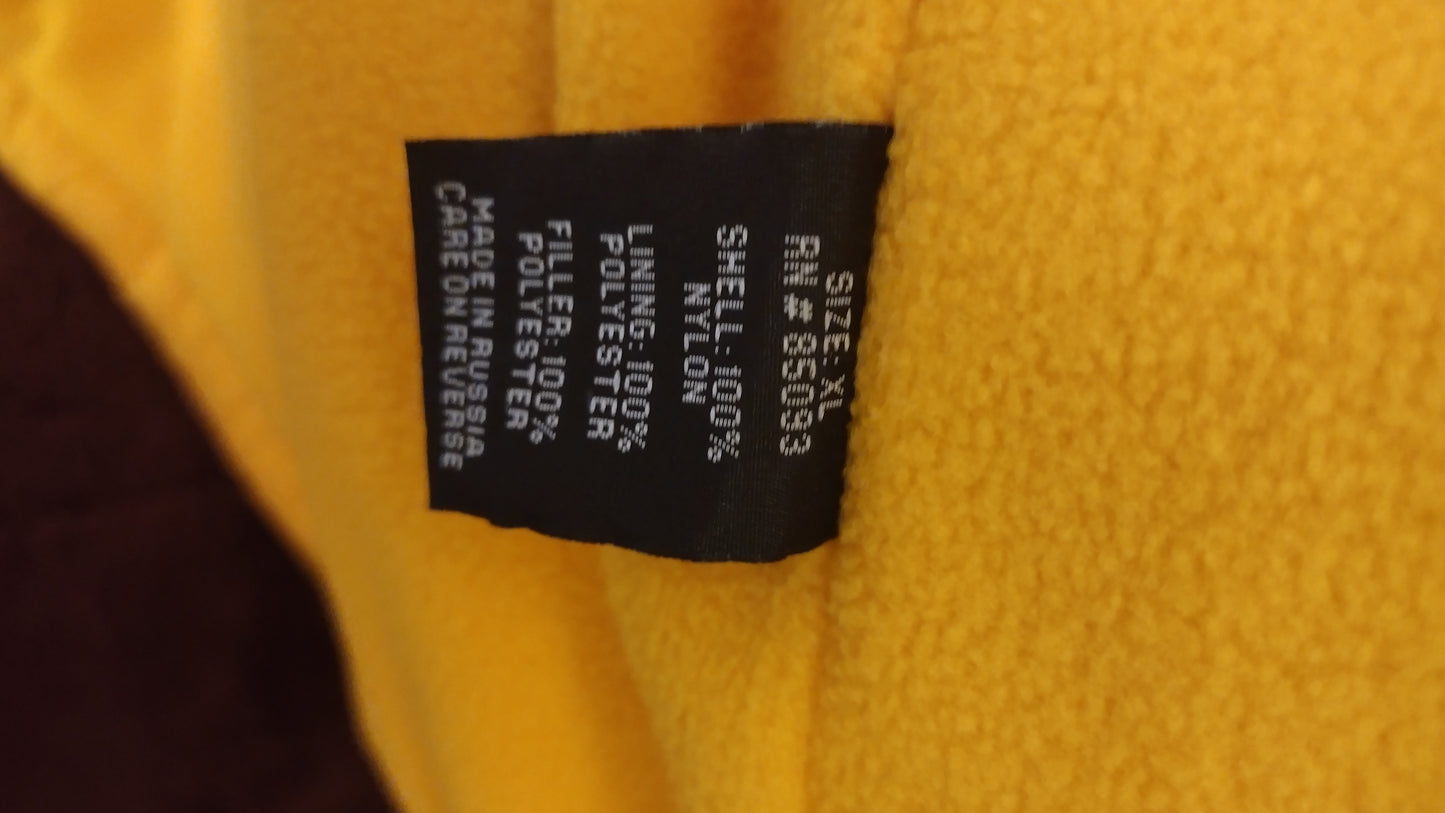 SIZE: XL
RN # 85093
SHELL: 100%
NYLON
LINING: 100%
POLYESTER
FILLER: 100%
POLYESTER
MADE IN RUSSIA
CARE ON REVERSE